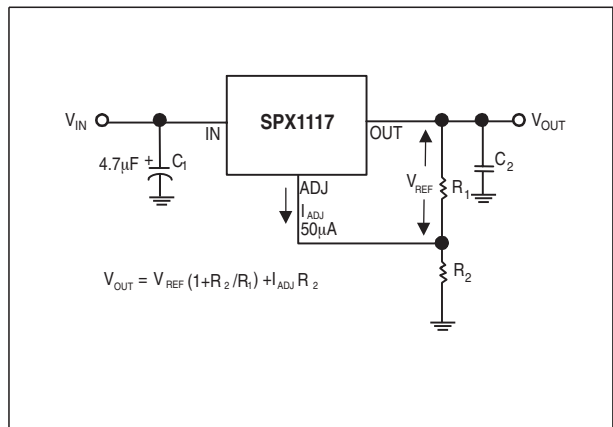 V_IN
IN
SPX1117
OUT
V_OUT
4.7µF + C_1
ADJ
I_ADJ
50µA
V_REF
R_1
C_2
R_2
V_OUT = V_REF (1+R_2/R_1) +I_ADJ R_2